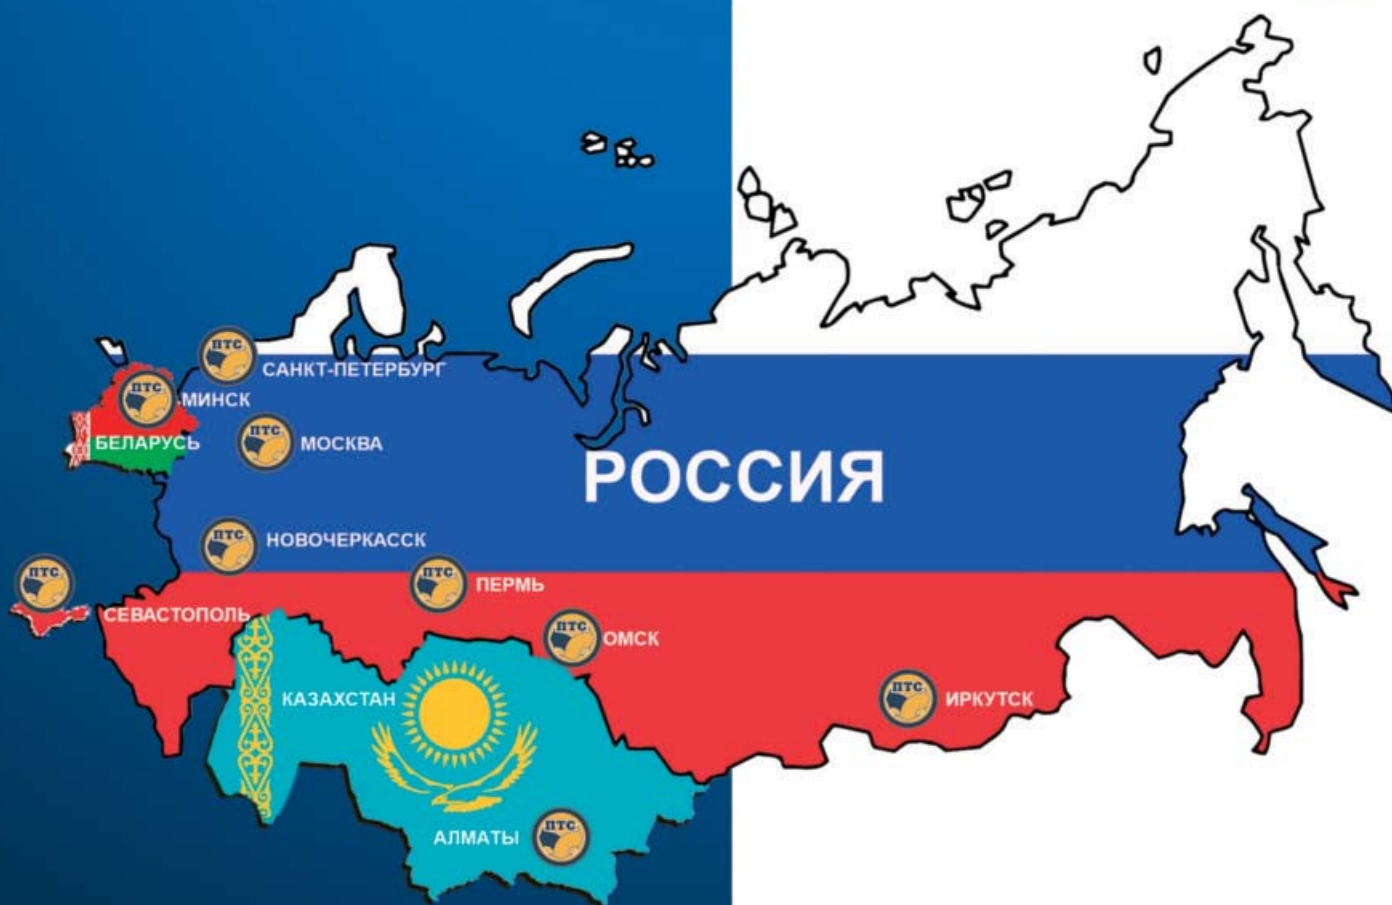 ПТС
САНКТ-ПЕТЕРБУРГ
ПТС
МИНСК
БЕЛАРУСЬ
ПТС
МОСКВА
РОССИЯ
ПТС
НОВОЧЕРКАССК
ПТС
СЕВАСТОПОЛЬ
ПТС
ПЕРМЬ
ПТС
ОМСК
КАЗАХСТАН
ПТС
ИРКУТСК
АЛМАТЫ
ПТС